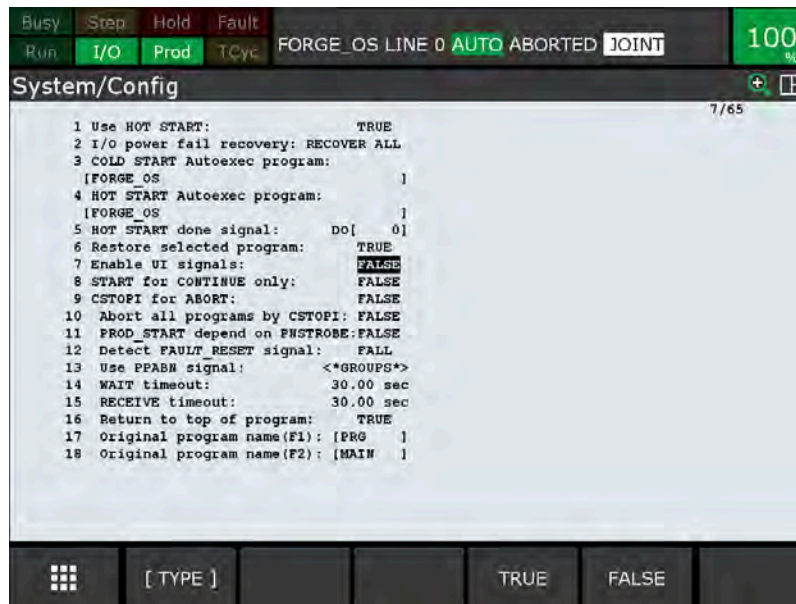 Busy Step Hold Fault
Run I/O Prod TCyc
FORGE_OS LINE 0 AUTO ABORTED JOINT
100
%
System/Config
7/65
1 Use HOT START: TRUE
2 I/O power fail recovery: RECOVER ALL
3 COLD START Autoexec program:
[FORGE_OS ]
4 HOT START Autoexec program:
[FORGE_OS ]
5 HOT START done signal: DO[ 0]
6 Restore selected program: TRUE
7 Enable UI signals: FALSE
8 START for CONTINUE only: FALSE
9 CSTOPI for ABORT: FALSE
10 Abort all programs by CSTOPI: FALSE
11 PROD_START depend on PNSTROBE:FALSE
12 Detect FAULT_RESET signal: FALL
13 Use PPABN signal: <*GROUPS*>
14 WAIT timeout: 30.00 sec
15 RECEIVE timeout: 30.00 sec
16 Return to top of program: TRUE
17 Original program name(F1): [PRG ]
18 Original program name(F2): [MAIN ]
[ TYPE ] TRUE FALSE